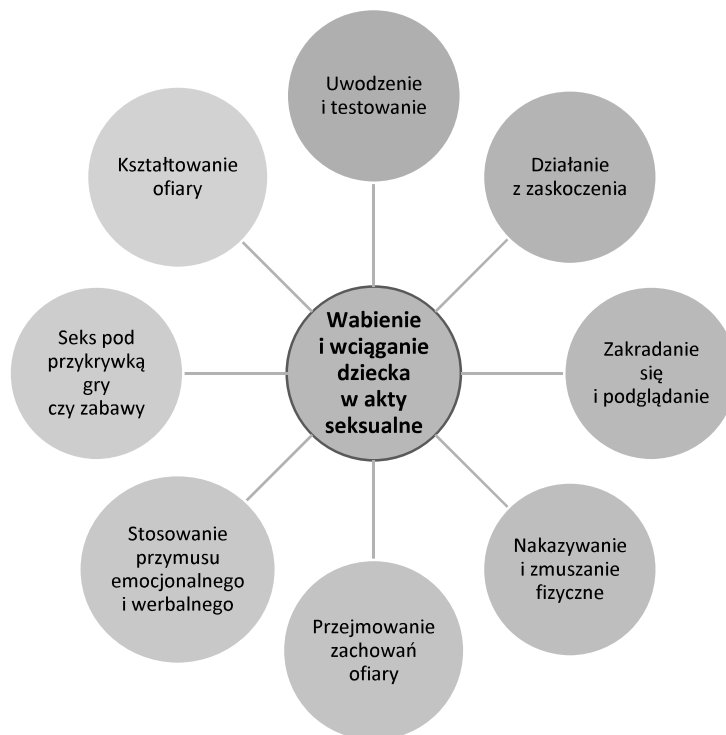 Uwodzenie
i testowanie
Działanie
z zaskoczenia
Zakradanie
się
i podglądanie
Nakazywanie
i zmuszanie
fizyczne
Przejmowanie
zachowań
ofiary
Stosowanie
przymusu
emocjonalnego
i werbalnego
Seks pod
przykrywką
gry
czy zabawy
Kształtowanie
ofiary
Wabienie
i wciąganie
dziecka
w akty
seksualne